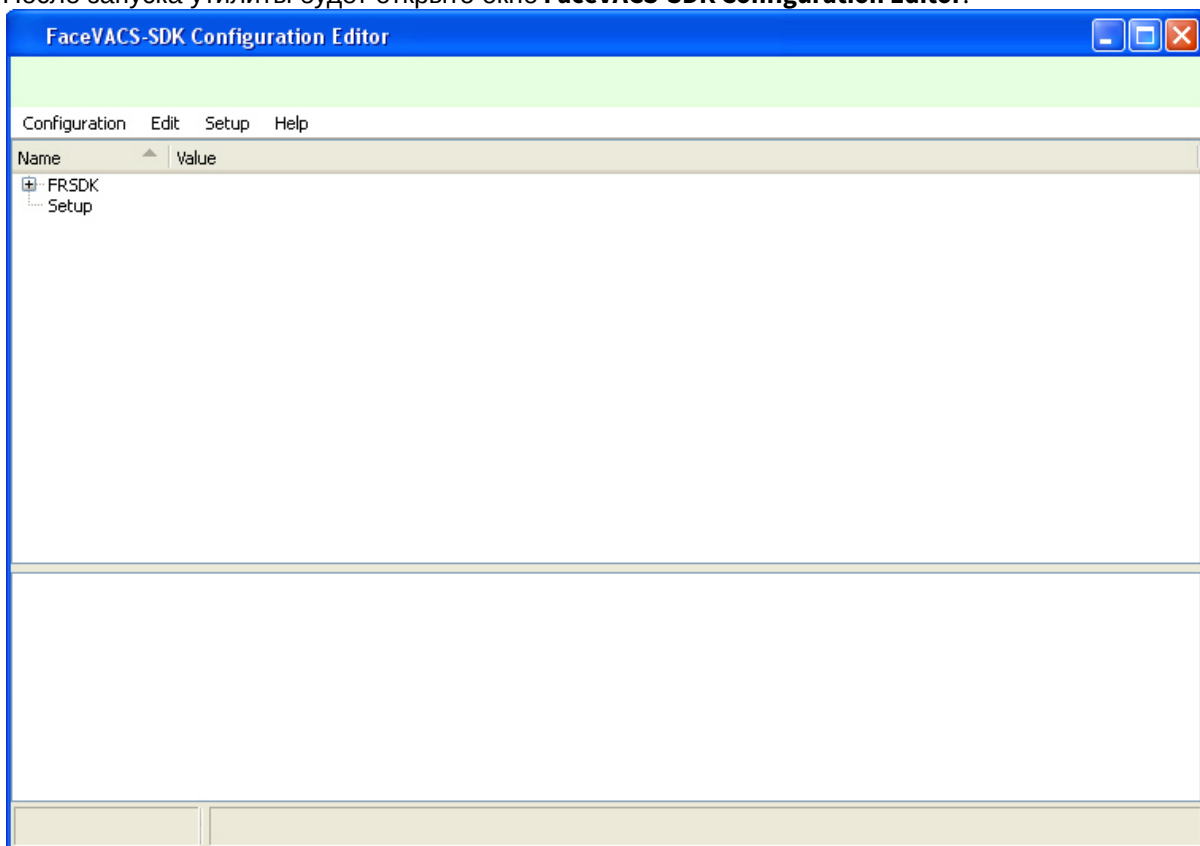 После запуска утилиты будет открыто окно FaceVACS-SDK Configuration Editor.
FaceVACS-SDK Configuration Editor
Configuration Edit Setup Help
Name Value
FRSDK
Setup